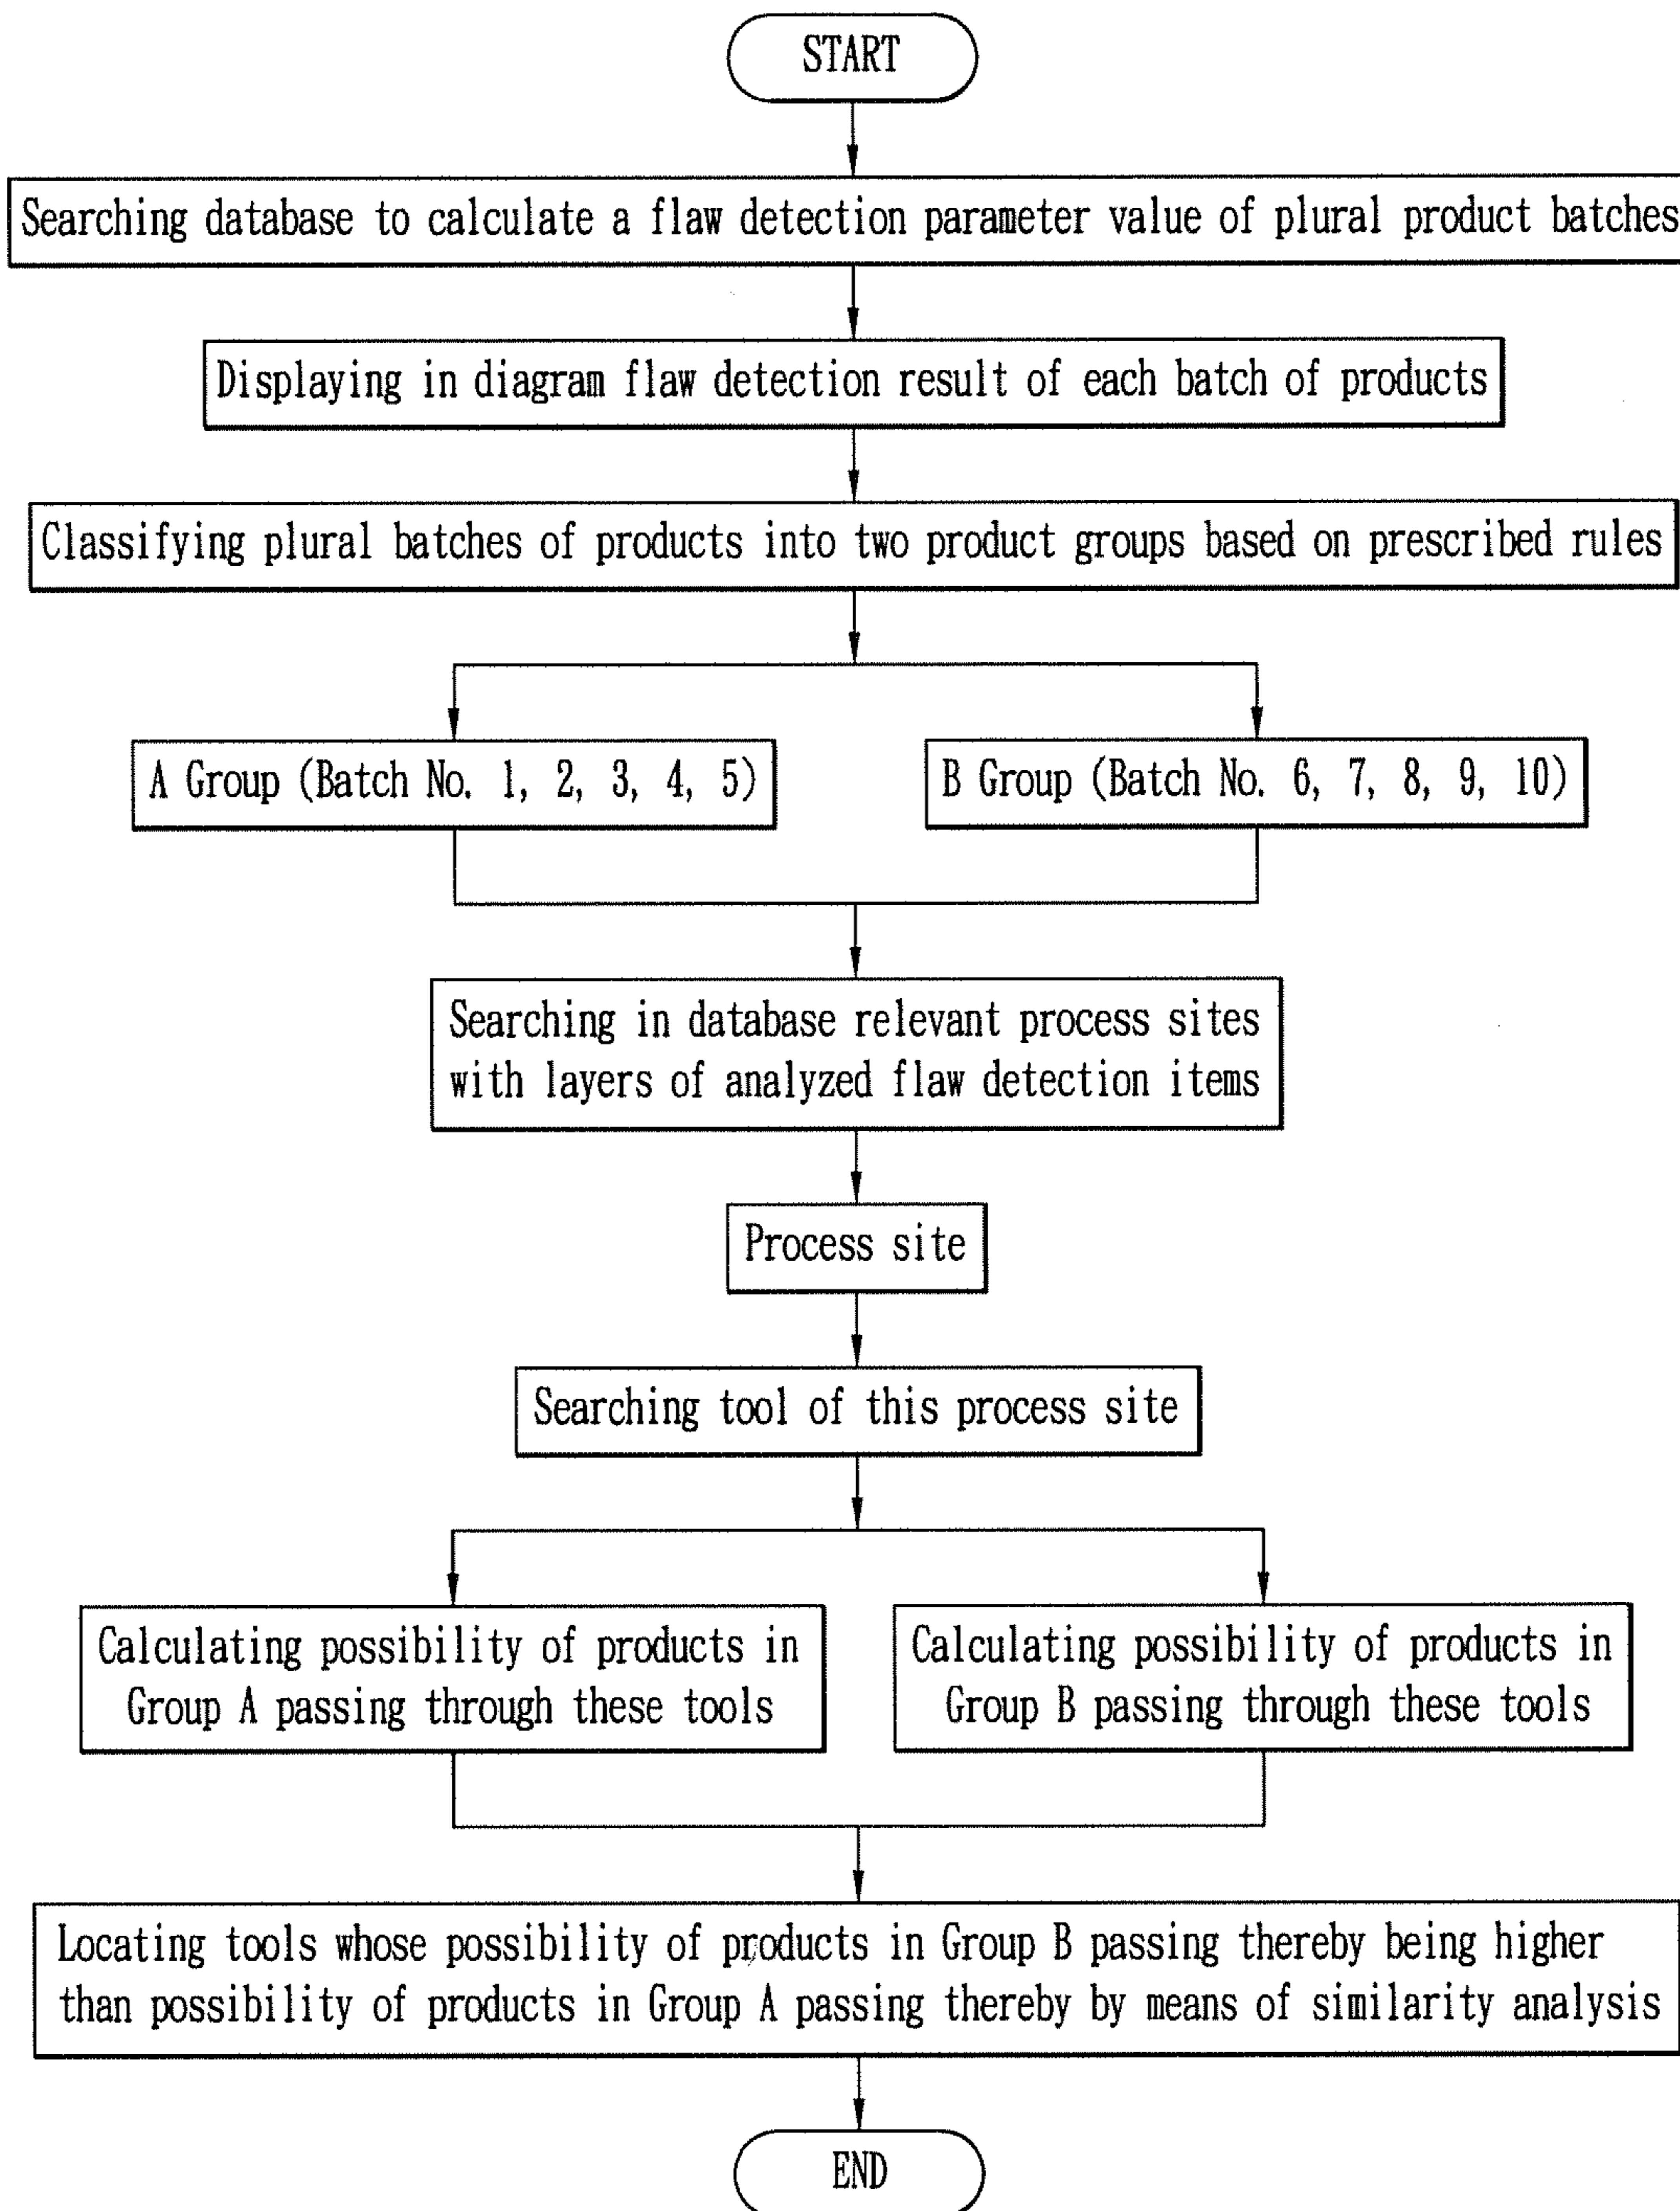 START
Searching database to calculate a flaw detection parameter value of plural product batches
Displaying in diagram flaw detection result of each batch of products
Classifying plural batches of products into two product groups based on prescribed rules
A Group (Batch No. 1, 2, 3, 4, 5)
B Group (Batch No. 6, 7, 8, 9, 10)
Searching in database relevant process sites
with layers of analyzed flaw detection items
Process site
Searching tool of this process site
Calculating possibility of products in
Group A passing through these tools
Calculating possibility of products in
Group B passing through these tools
Locating tools whose possibility of products in Group B passing thereby being higher
than possibility of products in Group A passing thereby by means of similarity analysis
END